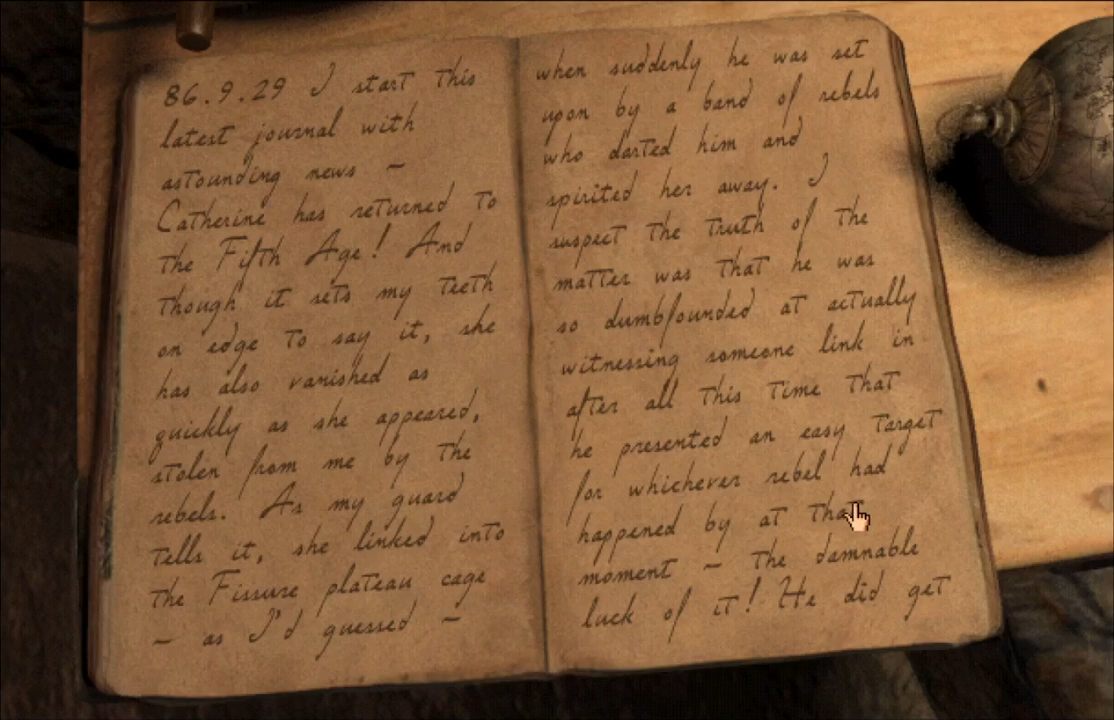 86.9.29 I start this
latest journal with
astounding news —
Catherine has returned to
the Fifth Age! And
though it sets my teeth
on edge to say it, she
has also vanished as
quickly as she appeared,
stolen from me by the
rebels. As my guard
tells it, she linked into
the Fissure plateau cage
— as I'd guessed —
when suddenly he was set
upon by a band of rebels
who darted him and
spirited her away. I
suspect the truth of the
matter was that he was
so dumbfounded at actually
witnessing someone link in
after all this time that
he presented an easy target
for whichever rebel had
happened by at that
moment — the damnable
luck of it! He did get